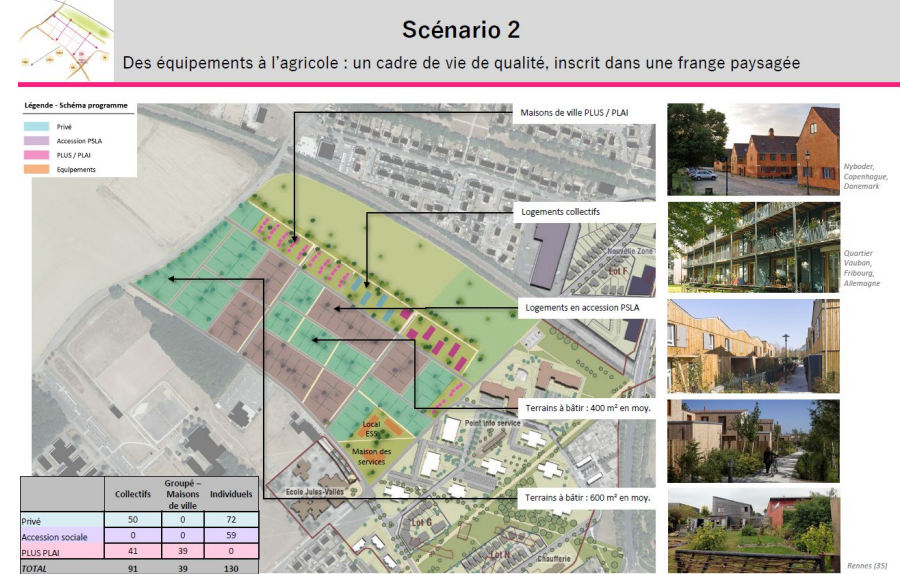 Scénario 2
Des équipements à l'agricole : un cadre de vie de qualité, inscrit dans une frange paysagée
Légende - Schéma programme
Privé
Accession PSLA
PLUS / PLAI
Equipements
Maisons de ville PLUS / PLAI
Logements collectifs
Nouvelle Zone
Lot F
Logements en accession PSLA
Terrains à bâtir : 400 m² en moy.
Local
ESS
Point info service
Maison des
services
Ecole Jules-Vallès
Terrains à bâtir : 600 m² en moy.
Lot G
Lot N
Chaufferie
Nyboder,
Copenhague,
Danemark
Quartier
Vauban,
Fribourg,
Allemagne
Rennes (35)
Collectifs Groupé – Maisons de ville Individuels
Privé 50 0 72
Accession sociale 0 0 59
PLUS PLAI 41 39 0
TOTAL 91 39 130